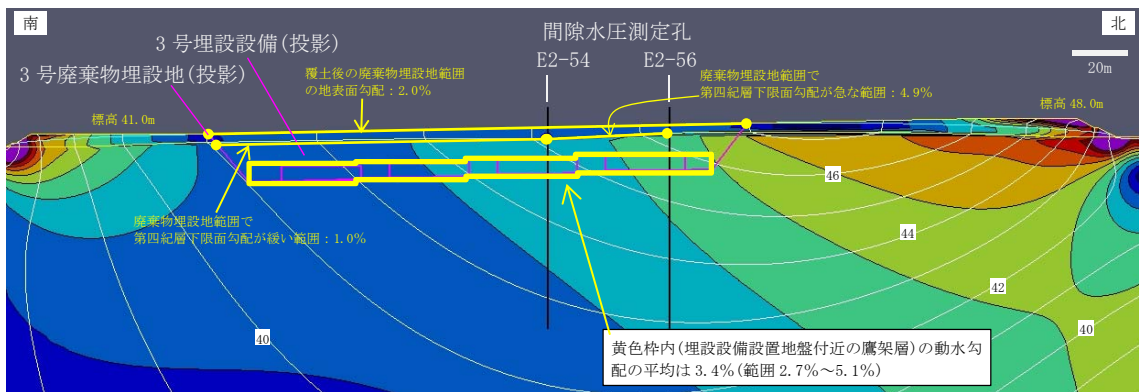 南
北
3 号埋設設備(投影)
3 号廃棄物埋設地(投影)
間隙水圧測定孔
E2-54
E2-56
20m
覆土後の廃棄物埋設地範囲
の地表面勾配：2.0%
廃棄物埋設地範囲で
第四紀層下限面勾配が急な範囲：4.9%
標高 41.0m
標高 48.0m
46
廃棄物埋設地範囲で
第四紀層下限面勾配が緩い範囲：1.0%
44
42
40
40
黄色枠内(埋設設備設置地盤付近の鷹架層)の動水勾
配の平均は 3.4%(範囲 2.7%～5.1%)